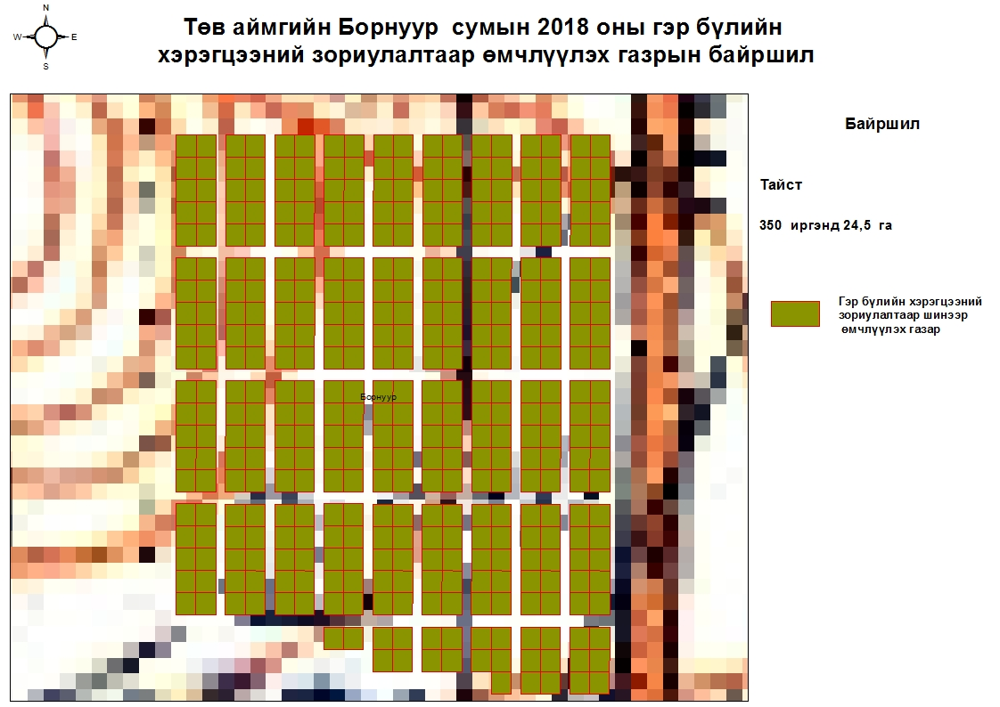 N
W E
S
Төв аймгийн Борнуур сумын 2018 оны гэр бүлийн
хэрэгцээний зориулалтаар өмчлүүлэх газрын байршил
Байршил
Тайст
350 иргэнд 24,5 га
Гэр бүлийн хэрэгцээний
зориулалтаар шинээр
өмчлүүлэх газар
Борнуур